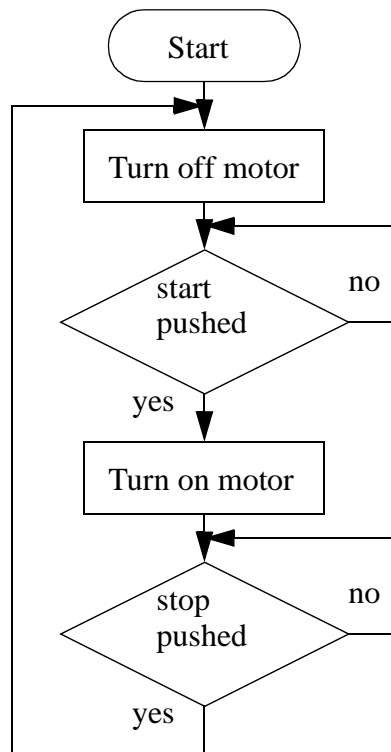 Start
Turn off motor
start
pushed
no
yes
Turn on motor
stop
pushed
no
yes